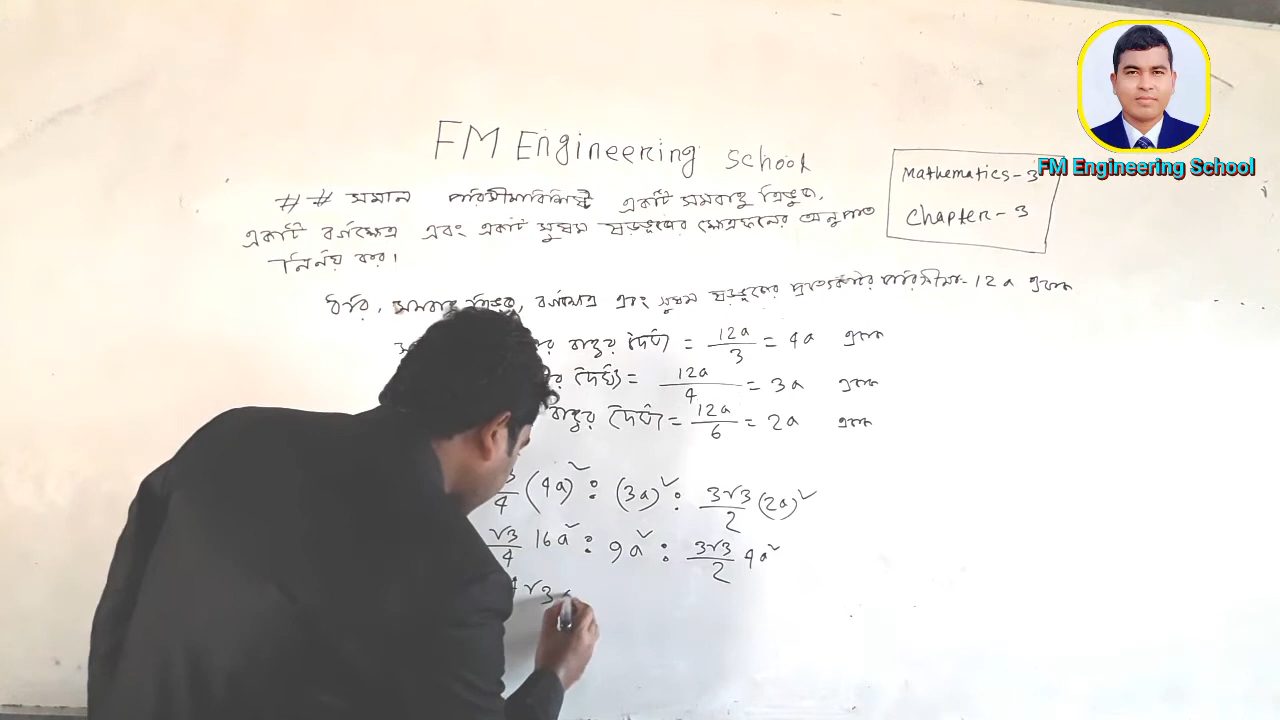 FM Engineering School
Mathematics-3
Chapter-3
FM Engineering School
## সমান পরিসীমাবিশিষ্ট একটি সমবাহু ত্রিভুজ,
একটি বর্গক্ষেত্র এবং একটি সুষম ষড়ভুজের ক্ষেত্রফলের অনুপাত
নির্ণয় কর।
ধরি, সমবাহু ত্রিভুজ, বর্গক্ষেত্র এবং সুষম ষড়ভুজের প্রত্যেকটির পরিসীমা- 12a একক
বাহুর দৈর্ঘ্য = 12a/3 = 4a একক
দৈর্ঘ্য = 12a/4 = 3a একক
বাহুর দৈর্ঘ্য = 12a/6 = 2a একক
/4 (4a)² : (3a)² : 3√3/2 (2a)²
√3/4 16a² : 9a² : 3√3/2 4a²
4√3